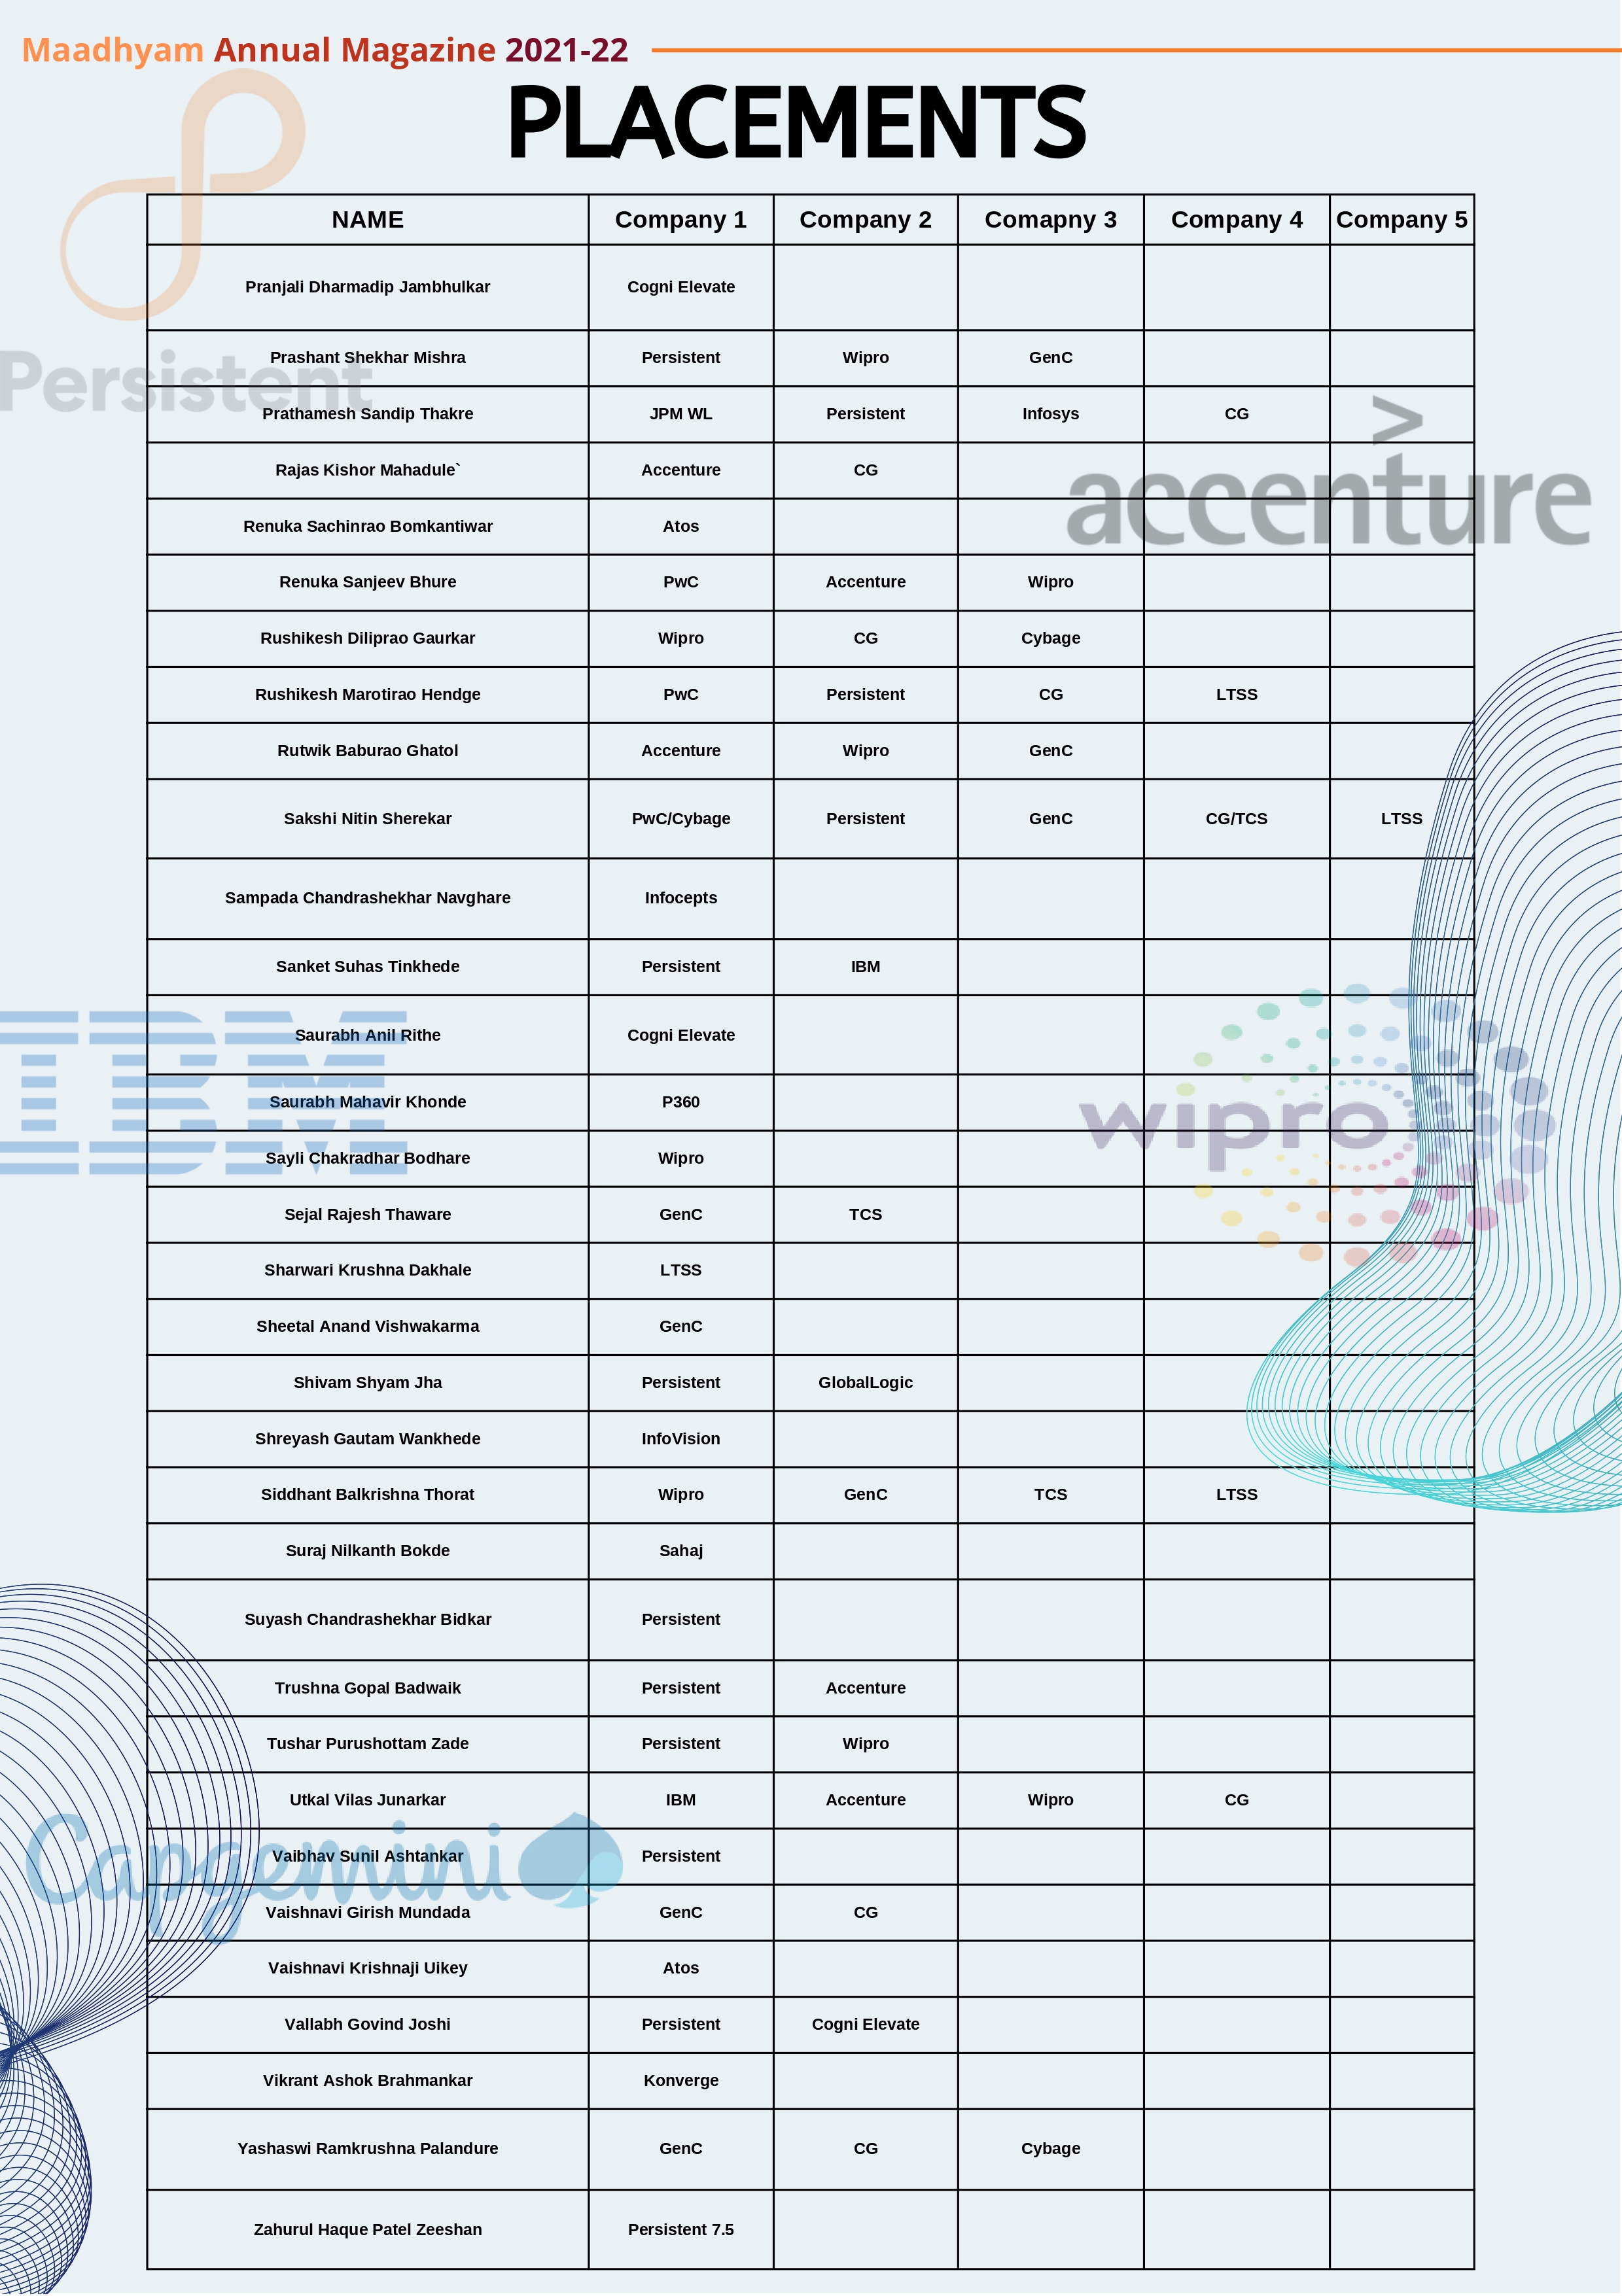 Maadhyam Annual Magazine 2021-22
PLACEMENTS
NAME Company 1 Company 2 Comapny 3 Company 4 Company 5
Pranjali Dharmadip Jambhulkar Cogni Elevate
Persistent
Prashant Shekhar Mishra Persistent Wipro GenC
Prathamesh Sandip Thakre JPM WL Persistent Infosys CG
Rajas Kishor Mahadule` Accenture CG
accenture
Renuka Sachinrao Bomkantiwar Atos
Renuka Sanjeev Bhure PwC Accenture Wipro
Rushikesh Diliprao Gaurkar Wipro CG Cybage
Rushikesh Marotirao Hendge PwC Persistent CG LTSS
Rutwik Baburao Ghatol Accenture Wipro GenC
Sakshi Nitin Sherekar PwC/Cybage Persistent GenC CG/TCS LTSS
Sampada Chandrashekhar Navghare Infocepts
Sanket Suhas Tinkhede Persistent IBM
Saurabh Anil Rithe Cogni Elevate
IBM
Saurabh Mahavir Khonde P360
wipro
Sayli Chakradhar Bodhare Wipro
Sejal Rajesh Thaware GenC TCS
Sharwari Krushna Dakhale LTSS
Sheetal Anand Vishwakarma GenC
Shivam Shyam Jha Persistent GlobalLogic
Shreyash Gautam Wankhede InfoVision
Siddhant Balkrishna Thorat Wipro GenC TCS LTSS
Suraj Nilkanth Bokde Sahaj
Suyash Chandrashekhar Bidkar Persistent
Trushna Gopal Badwaik Persistent Accenture
Tushar Purushottam Zade Persistent Wipro
Utkal Vilas Junarkar IBM Accenture Wipro CG
Capgemini
Vaibhav Sunil Ashtankar Persistent
Vaishnavi Girish Mundada GenC CG
Vaishnavi Krishnaji Uikey Atos
Vallabh Govind Joshi Persistent Cogni Elevate
Vikrant Ashok Brahmankar Konverge
Yashaswi Ramkrushna Palandure GenC CG Cybage
Zahurul Haque Patel Zeeshan Persistent 7.5